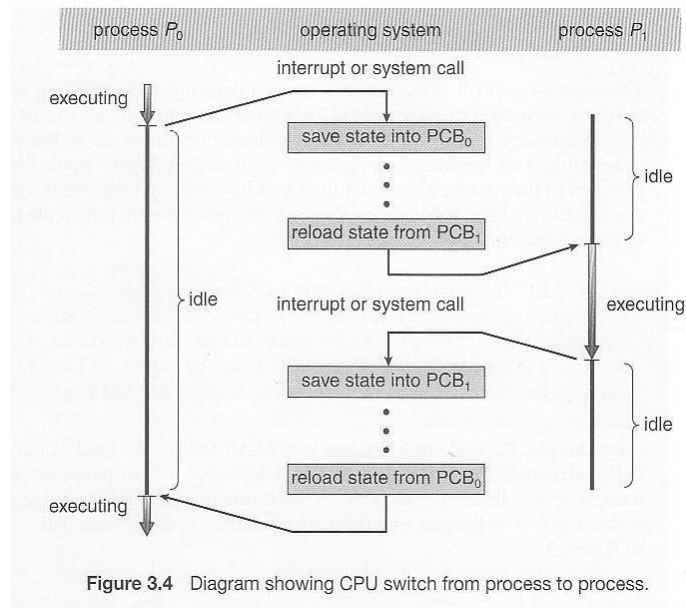 process P0 operating system process P1
interrupt or system call
executing
save state into PCB0
idle
reload state from PCB1
idle
interrupt or system call
executing
save state into PCB1
idle
reload state from PCB0
executing
Figure 3.4 Diagram showing CPU switch from process to process.